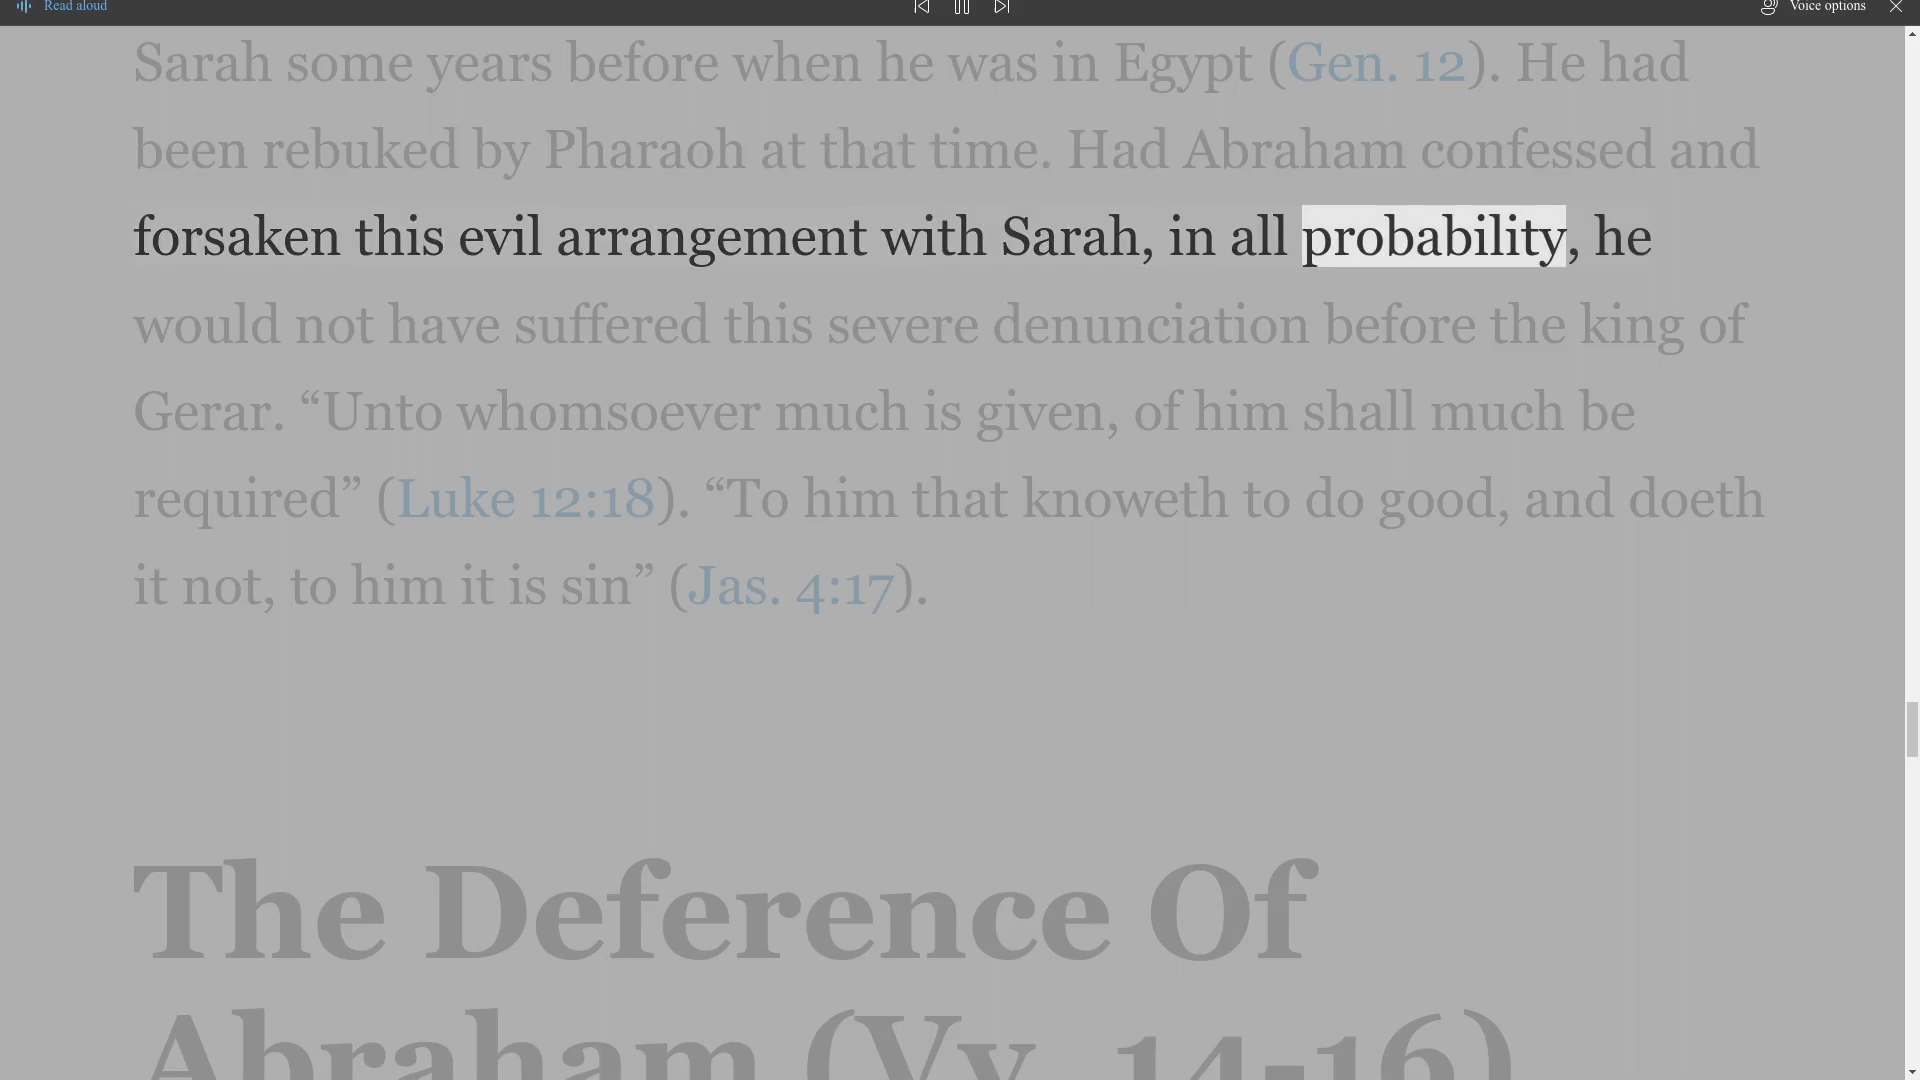 Read aloud
Voice options
Sarah some years before when he was in Egypt (Gen. 12). He had
been rebuked by Pharaoh at that time. Had Abraham confessed and
forsaken this evil arrangement with Sarah, in all probability, he
would not have suffered this severe denunciation before the king of
Gerar. “Unto whomsoever much is given, of him shall much be
required” (Luke 12:18). “To him that knoweth to do good, and doeth
it not, to him it is sin” (Jas. 4:17).
The Deference Of
Abraham (Vv. 14-16)